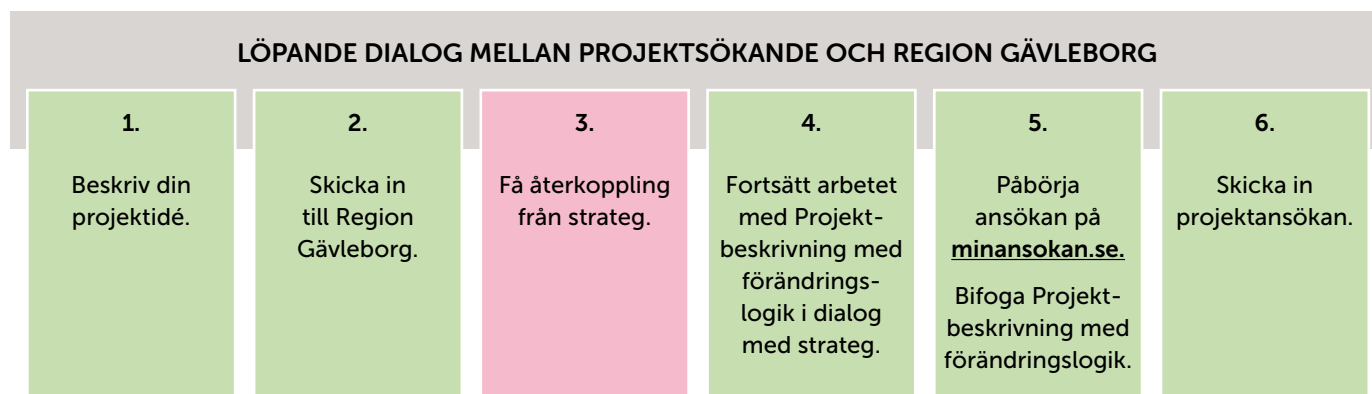 LÖPANDE DIALOG MELLAN PROJEKTSÖKANDE OCH REGION GÄVLEBORG
1.
Beskriv din
projektidé.
2.
Skicka in
till Region
Gävleborg.
3.
Få återkoppling
från strateg.
4.
Fortsätt arbetet
med Projekt-
beskrivning med
förändrings-
logik i dialog
med strateg.
5.
Påbörja
ansökan på
minansokan.se.
Bifoga Projekt-
beskrivning med
förändringslogik.
6.
Skicka in
projektansökan.